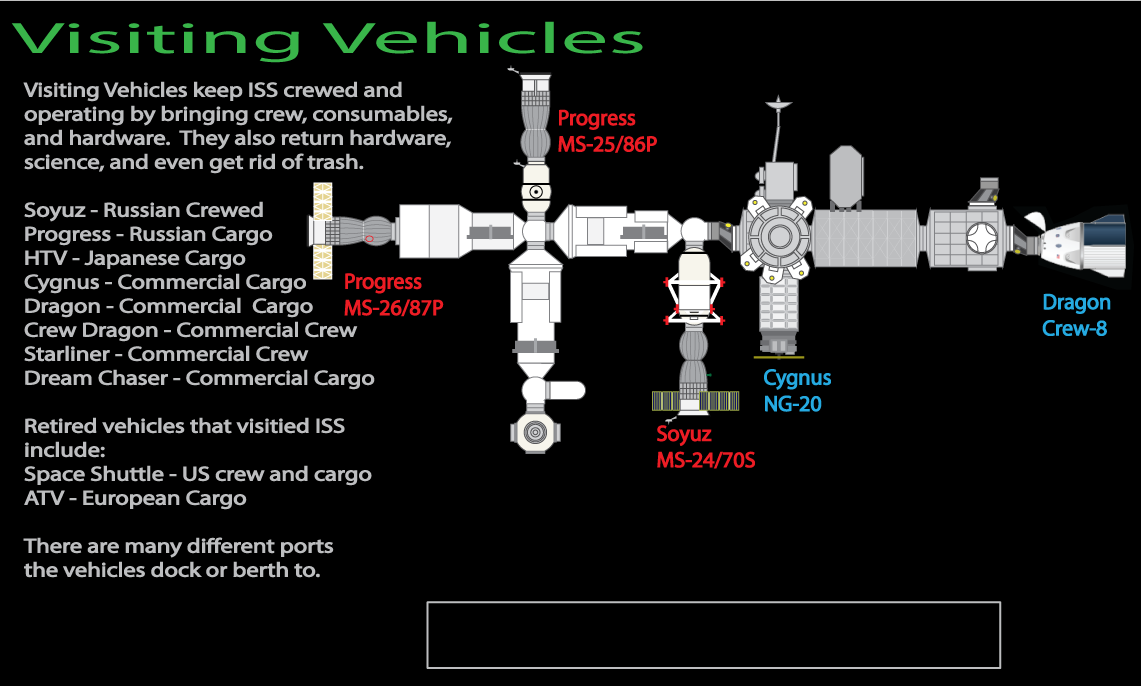 Visiting Vehicles
Visiting Vehicles keep ISS crewed and
operating by bringing crew, consumables,
and hardware.  They also return hardware,
science, and even get rid of trash.
Soyuz - Russian Crewed
Progress - Russian Cargo
HTV - Japanese Cargo
Cygnus - Commercial Cargo
Dragon - Commercial  Cargo
Crew Dragon - Commercial Crew
Starliner - Commercial Crew
Dream Chaser - Commercial Cargo
Retired vehicles that visitied ISS
include:
Space Shuttle - US crew and cargo
ATV - European Cargo
There are many different ports
the vehicles dock or berth to.
Progress
MS-25/86P
Progress
MS-26/87P
Soyuz
MS-24/70S
Cygnus
NG-20
Dragon
Crew-8